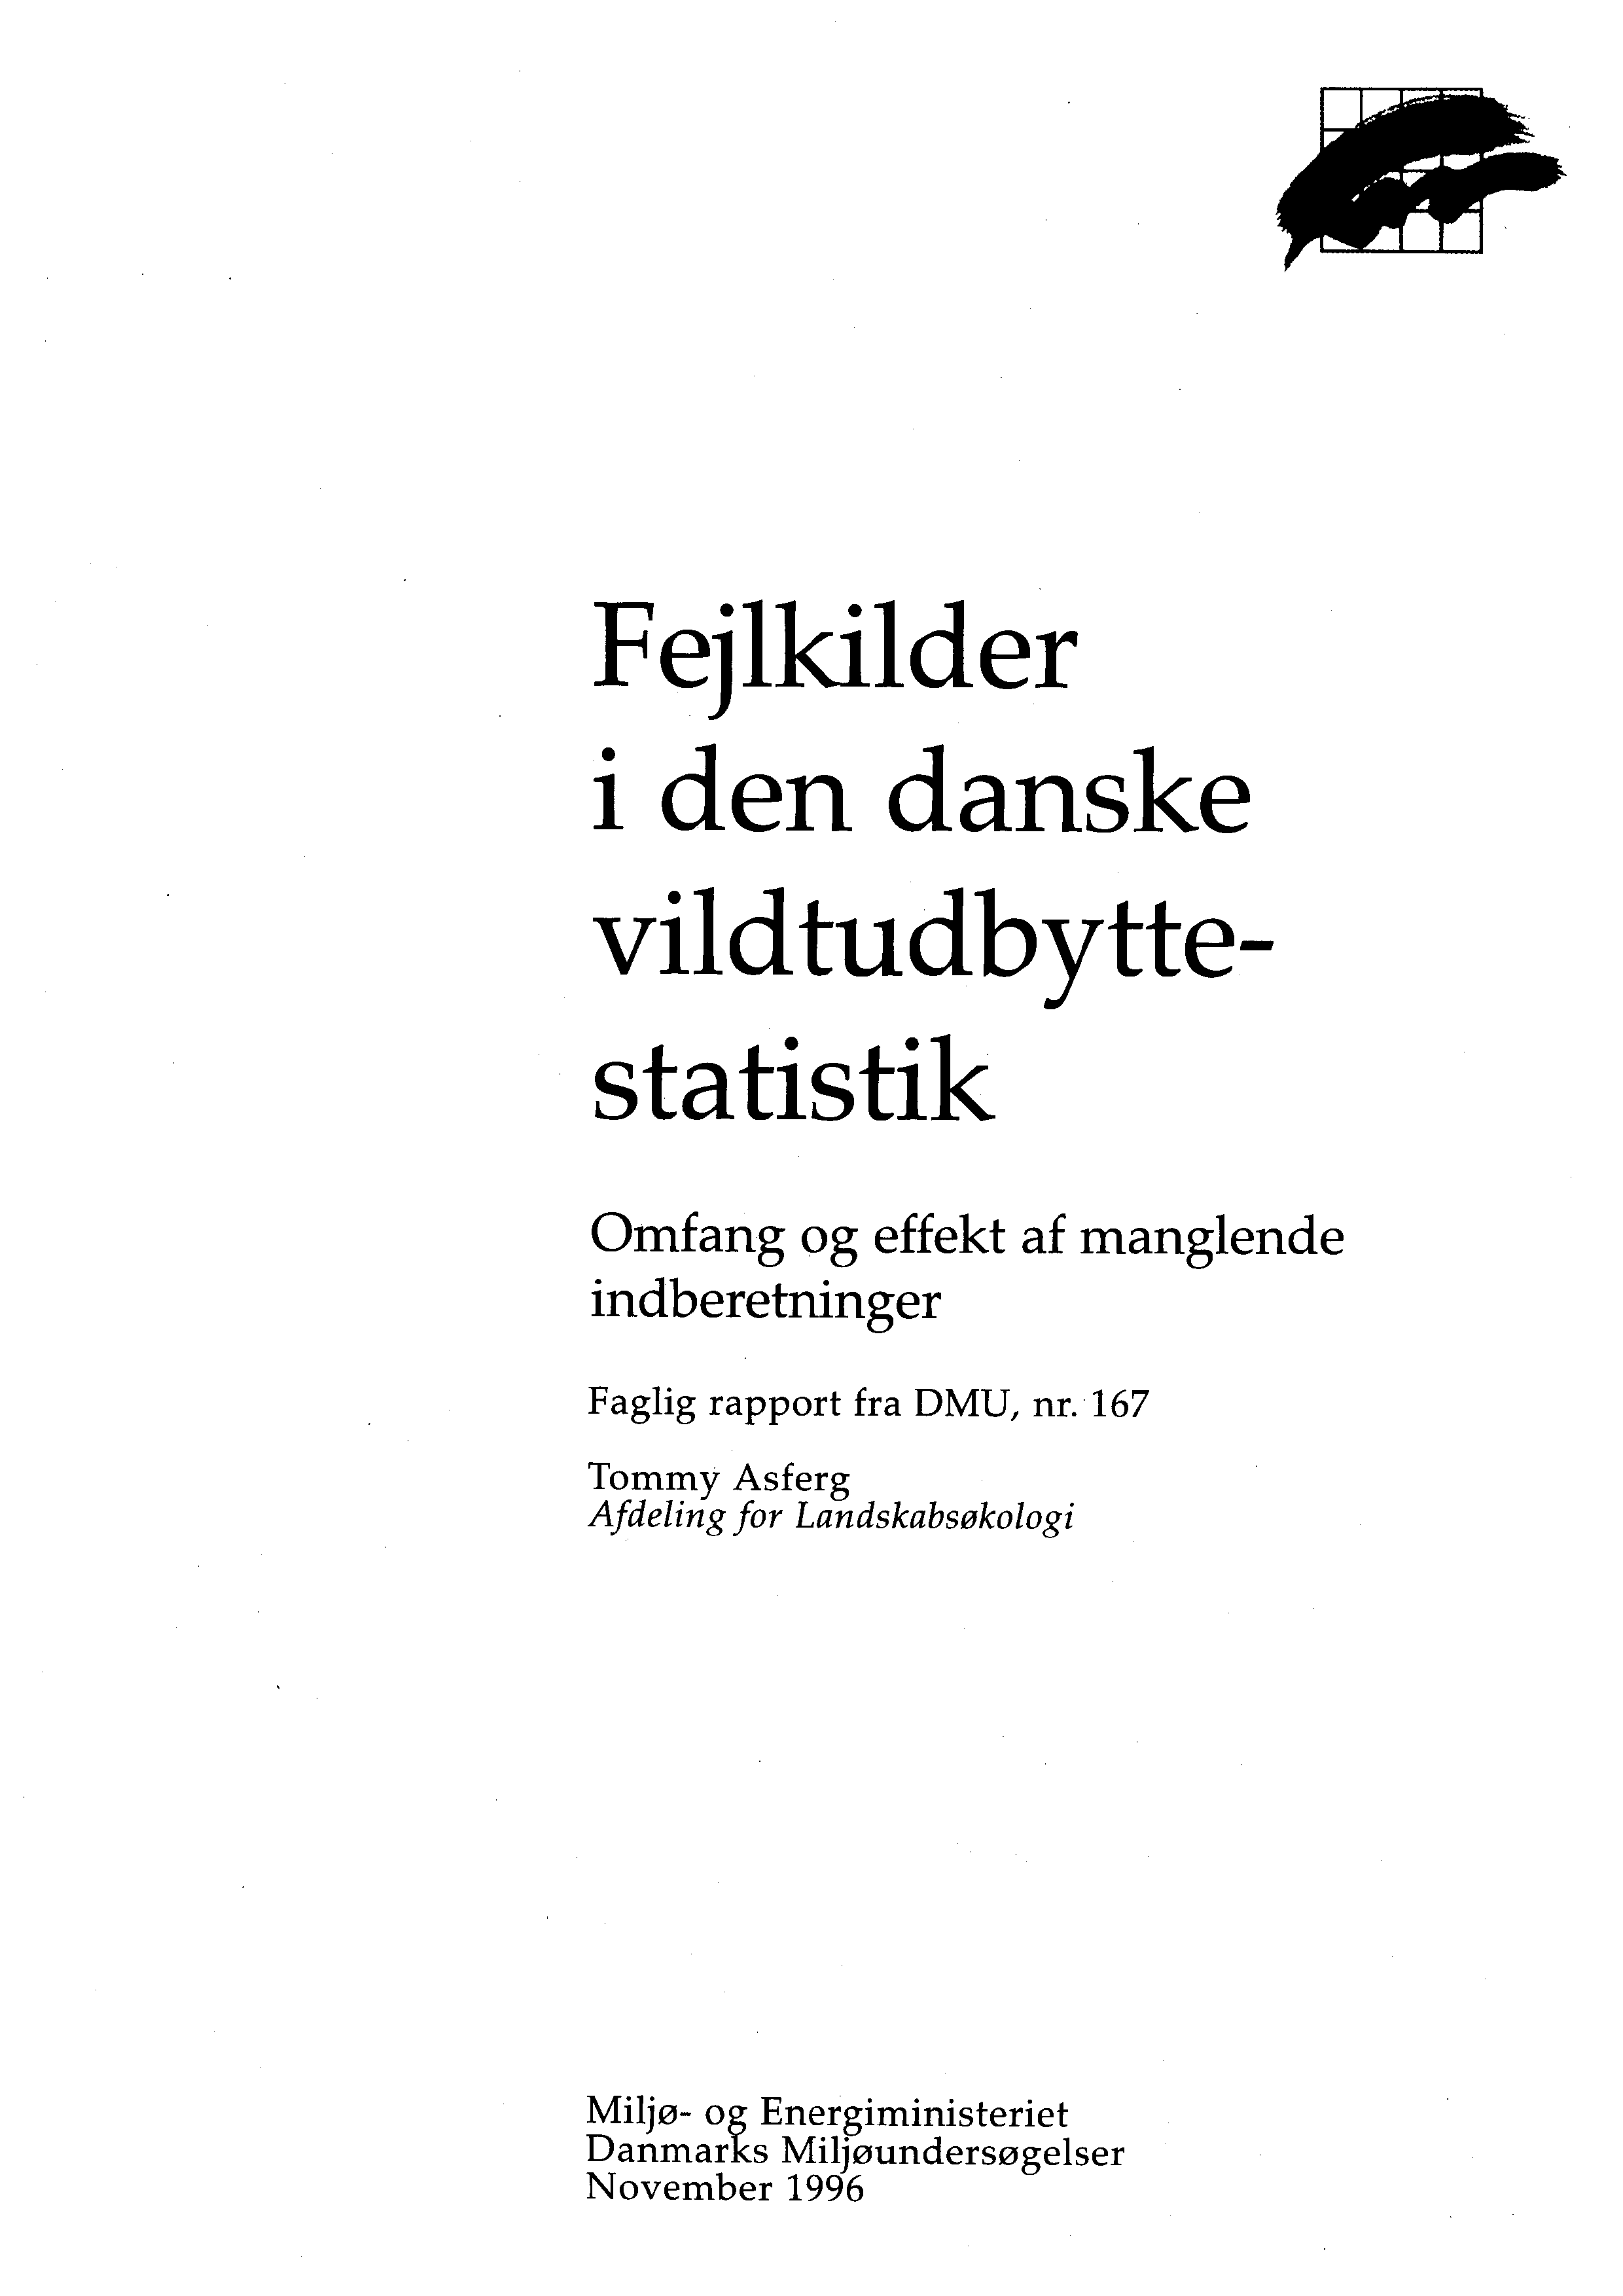 Fejlkilder
i den danske
vildtudbytte-
statistik
Omfang og effekt af manglende
indberetninger
Faglig rapport fra DMU, nr. 167
Tommy Asferg
Afdeling for Landskabsøkologi
Miljø- og Energiministeriet
Danmarks Miljøundersøgelser
November 1996